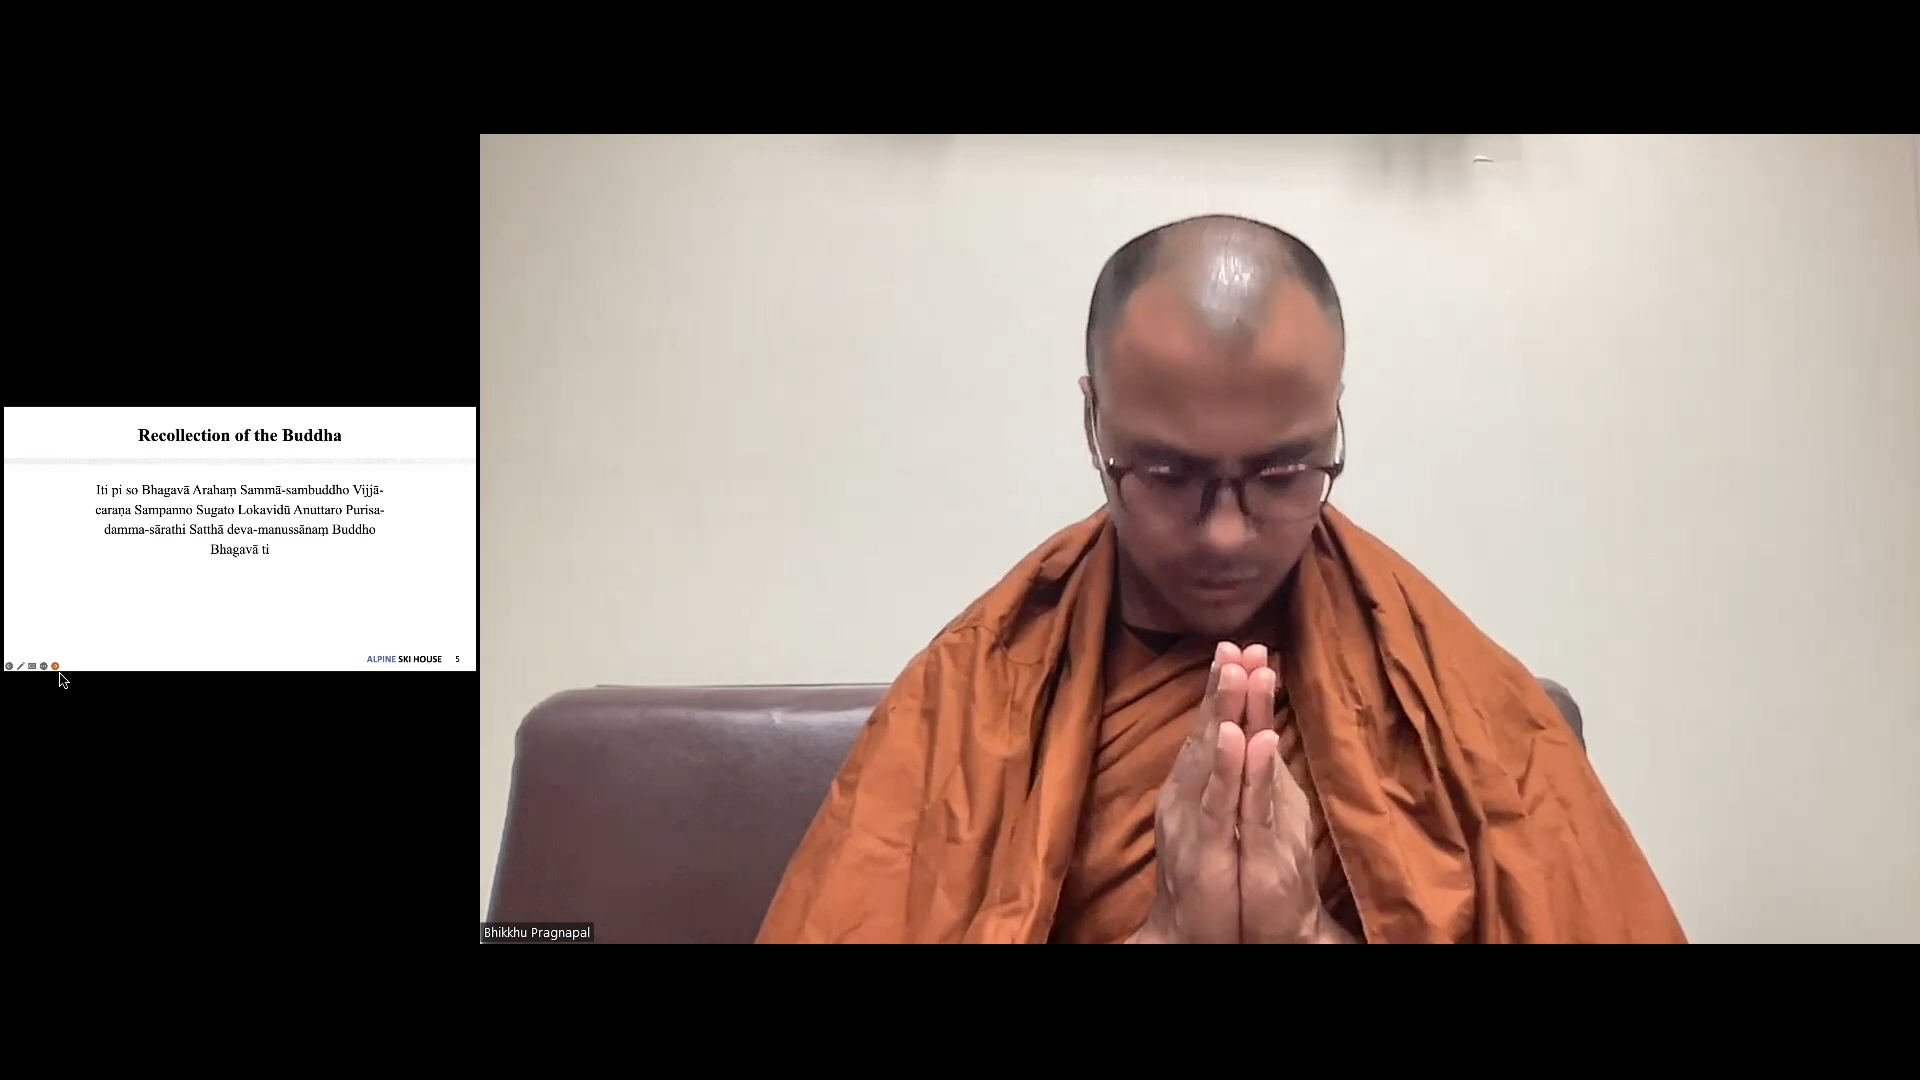 Recollection of the Buddha
Iti pi so Bhagavā Arahaṃ Sammā-sambuddho Vijjā-
caraṇa Sampanno Sugato Lokavidū Anuttaro Purisa-
damma-sārathi Satthā deva-manussānaṃ Buddho
Bhagavā ti
ALPINE SKI HOUSE 5
Bhikkhu Pragnapal